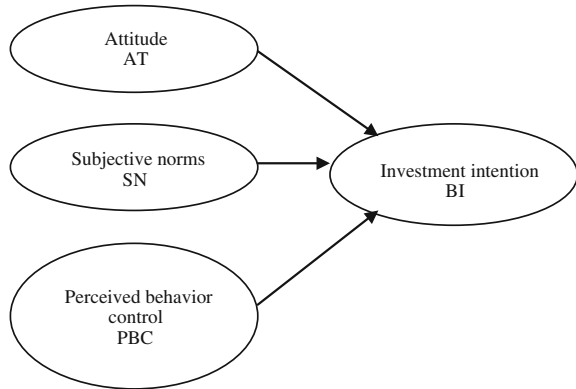 Attitude
AT
Subjective norms
SN
Perceived behavior
control
PBC
Investment intention
BI